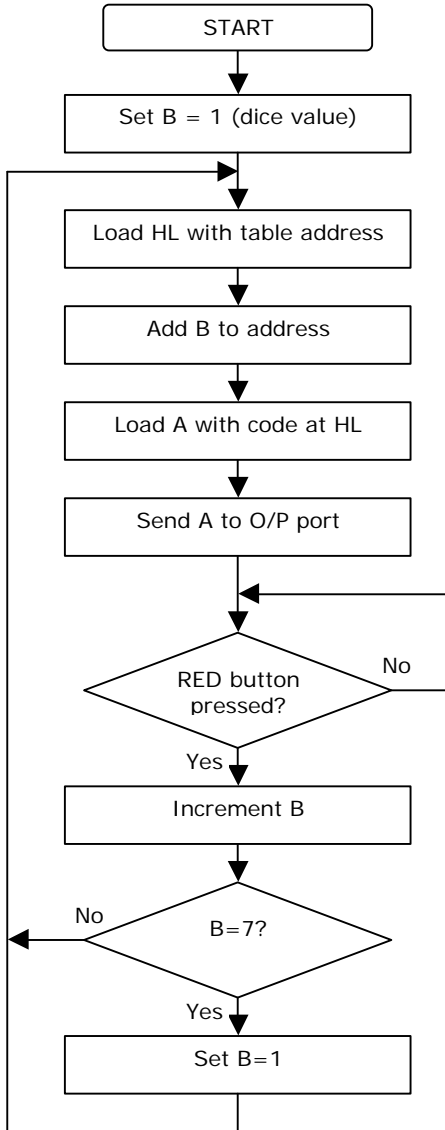 START
Set B = 1 (dice value)
Load HL with table address
Add B to address
Load A with code at HL
Send A to O/P port
RED button
pressed?
No
Yes
Increment B
No
B=7?
Yes
Set B=1